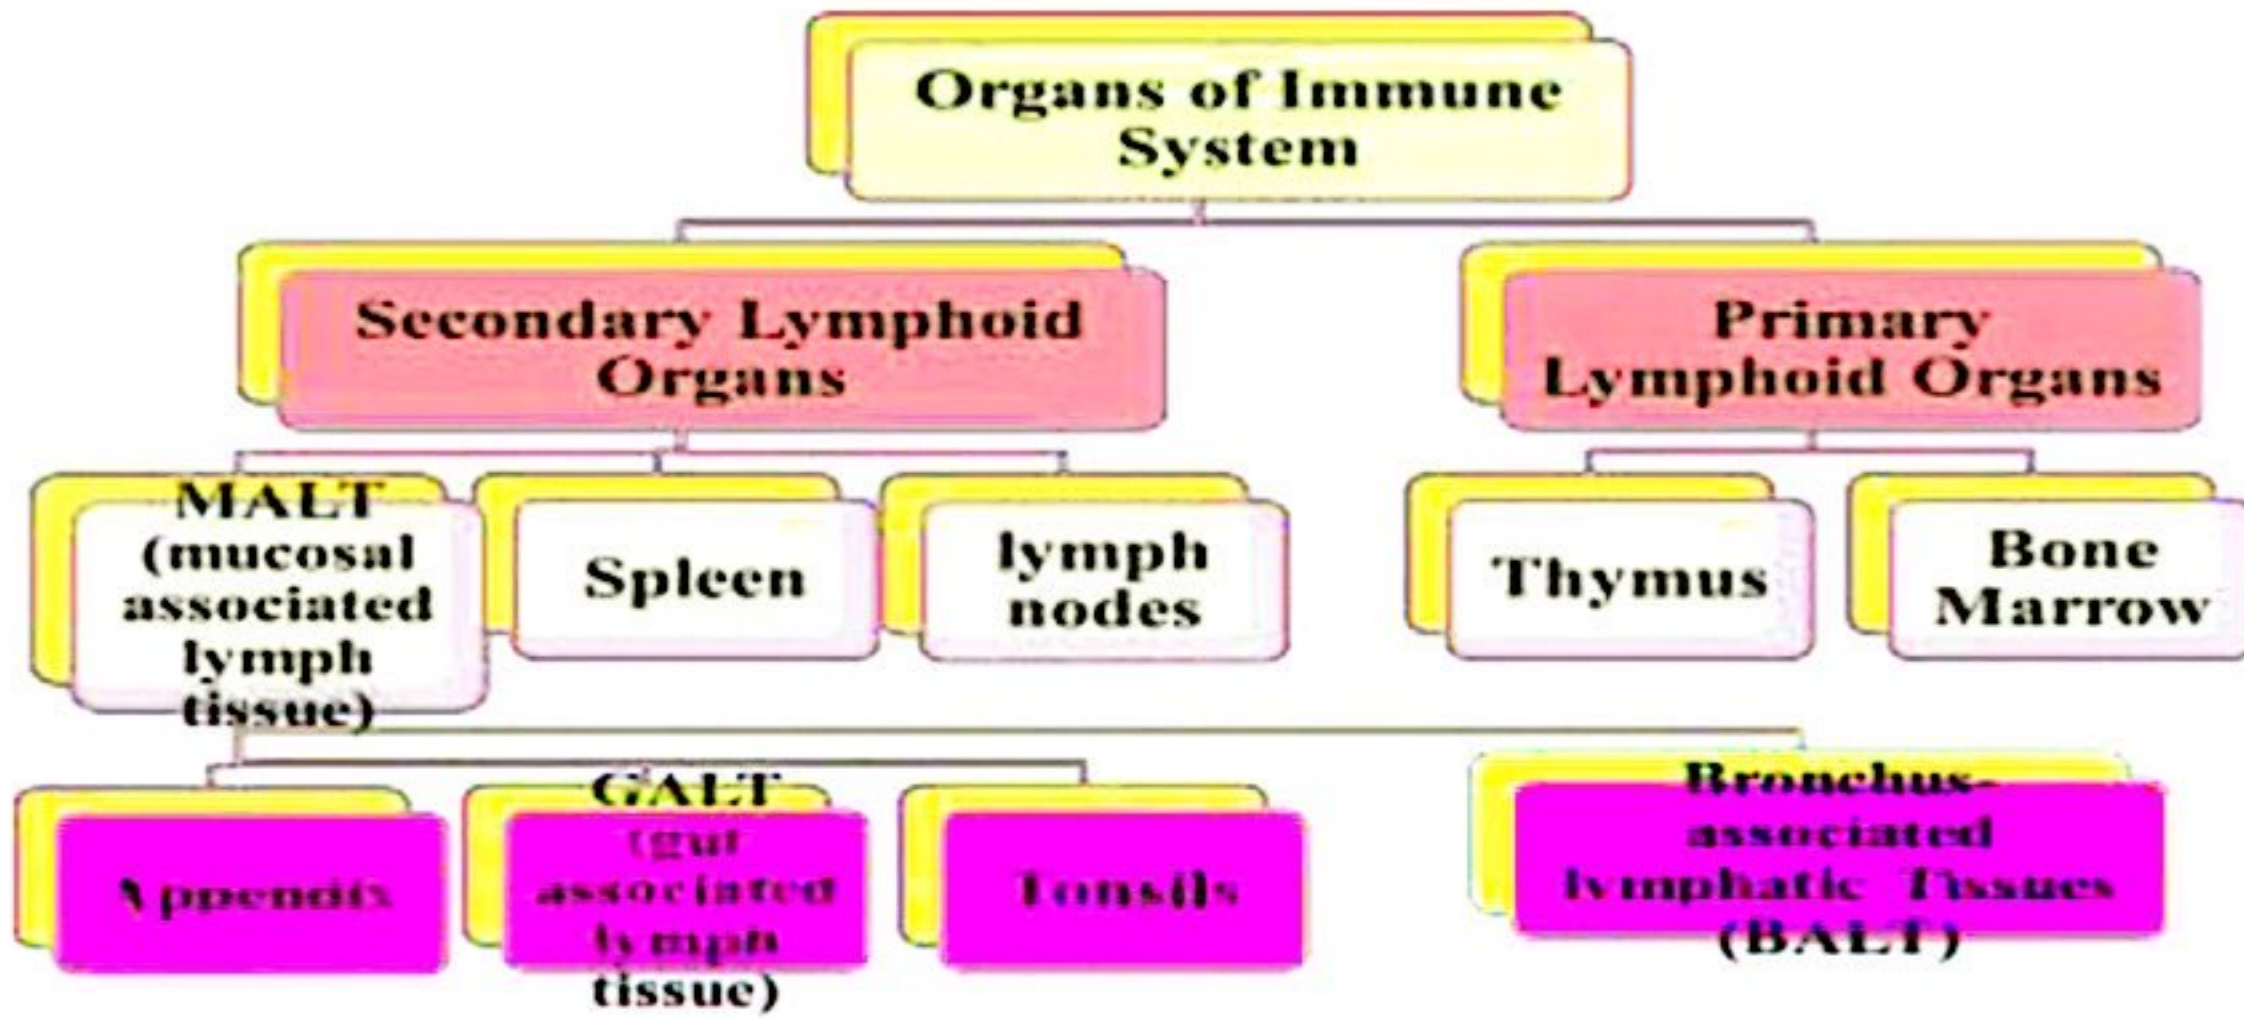 Organs of Immune
System
Secondary Lymphoid
Organs
Primary
Lymphoid Organs
MALT
(mucosal
associated
lymph
tissue)
Spleen
lymph
nodes
Thymus
Bone
Marrow
Appendix
GALT
(gut
associated
lymph
tissue)
Tonsils
Bronchus-
associated
lymphatic Tissues
(BALT)